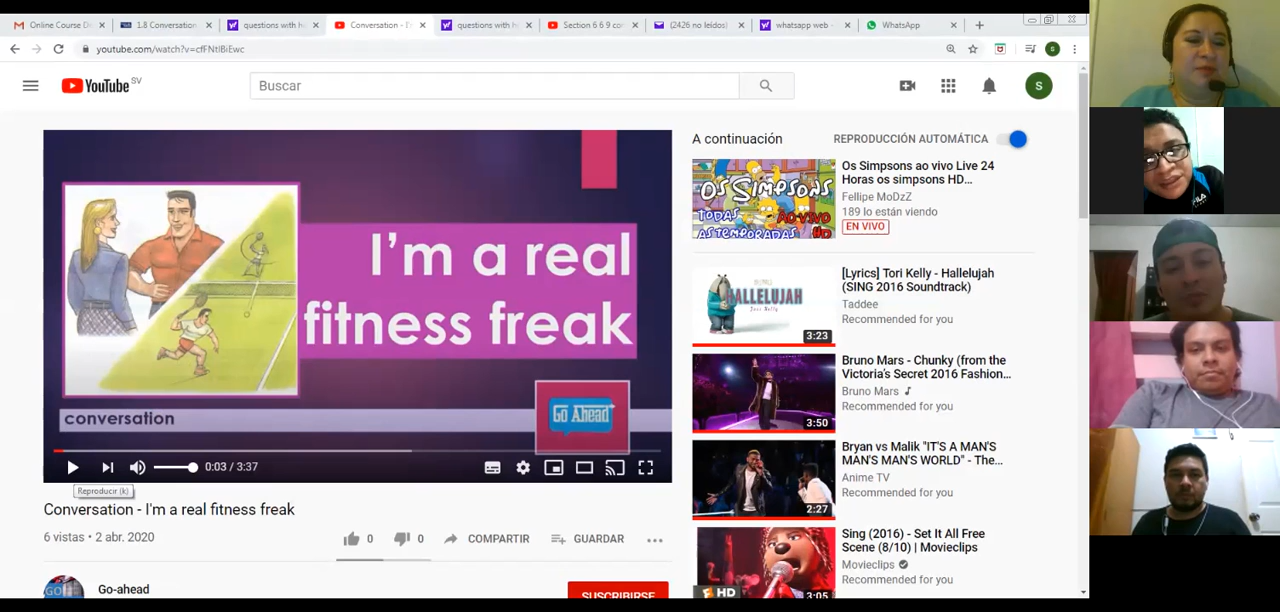 Online Course Di
1.8 Conversation
questions with h
Conversation - I'm
questions with h
Section 6.6 9 co
(2426 no leídos)
whatsapp web -
WhatsApp
youtube.com/watch?v=cfFNtIBiEwc
YouTube SV
Buscar
S
I'm a real
fitness freak
conversation
Go Ahead
0:03 / 3:37
Reproducir (k)
Conversation - I'm a real fitness freak
6 vistas • 2 abr. 2020
0
0
COMPARTIR
GUARDAR
Go-ahead
SUSCRIBIRSE
A continuación
REPRODUCCIÓN AUTOMÁTICA
OS SIMPSONS
TODAS
AO VIVO
AS TEMPORADAS
HD
Os Simpsons ao vivo Live 24
Horas os simpsons HD...
Fellipe MoDzZ
189 lo están viendo
EN VIVO
HALLELUJAH
Tori Kelly
3:23
[Lyrics] Tori Kelly - Hallelujah
(SING 2016 Soundtrack)
Taddee
Recommended for you
3:50
Bruno Mars - Chunky (from the
Victoria's Secret 2016 Fashion...
Bruno Mars
Recommended for you
2:27
Bryan vs Malik "IT'S A MAN'S
MAN'S MAN'S WORLD" - The...
Anime TV
Recommended for you
HD
3:05
Sing (2016) - Set It All Free
Scene (8/10) | Movieclips
Movieclips
Recommended for you
FILA